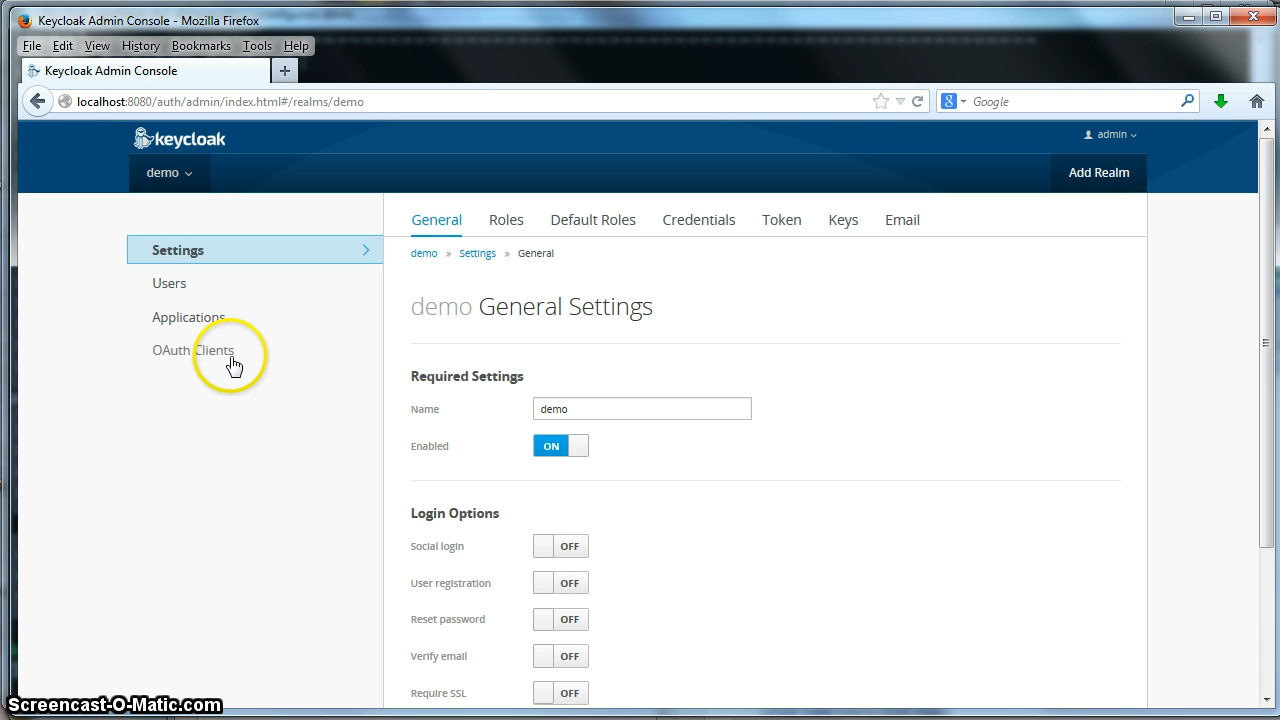 Keycloak Admin Console - Mozilla Firefox
File Edit View History Bookmarks Tools Help
Keycloak Admin Console
localhost:8080/auth/admin/index.html#/realms/demo
Google
keycloak
admin
demo
Add Realm
General Roles Default Roles Credentials Token Keys Email
Settings
demo » Settings » General
Users
demo General Settings
Applications
OAuth Clients
Required Settings
Name demo
Enabled ON
Login Options
Social login OFF
User registration OFF
Reset password OFF
Verify email OFF
Require SSL OFF
Screencast-O-Matic.com